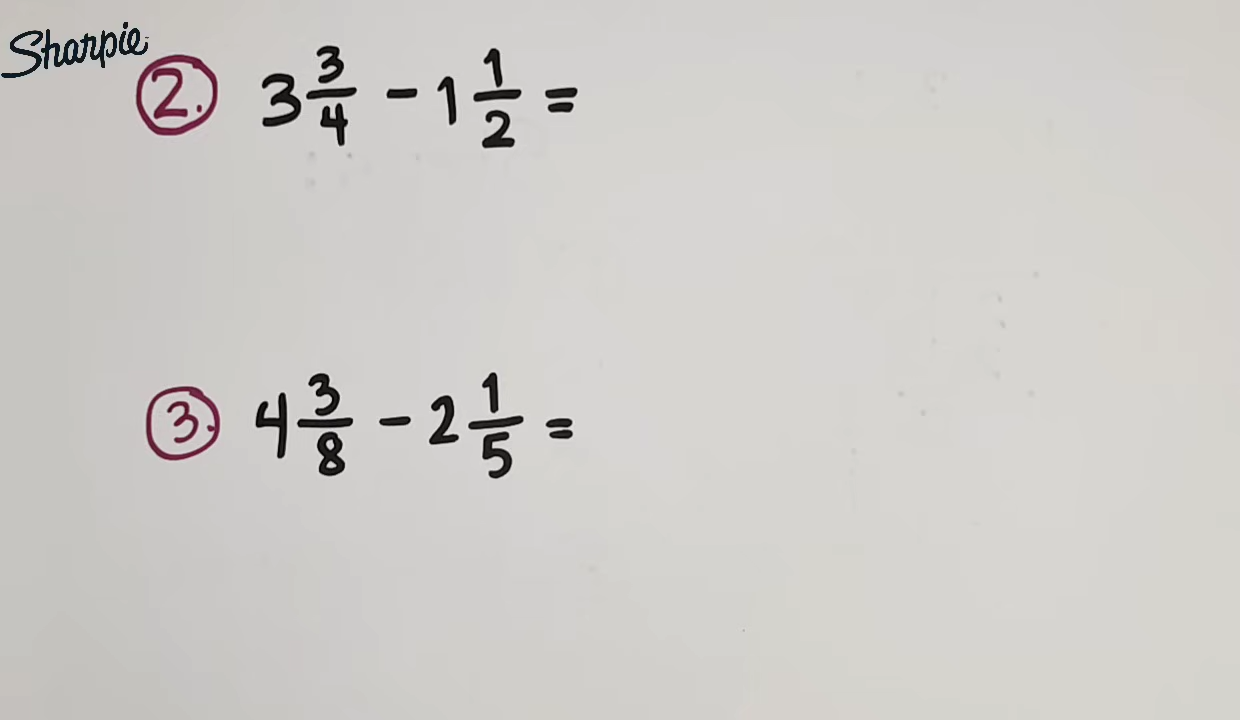 Sharpie
2. 3 3/4 - 1 1/2 =
3. 4 3/8 - 2 1/5 =